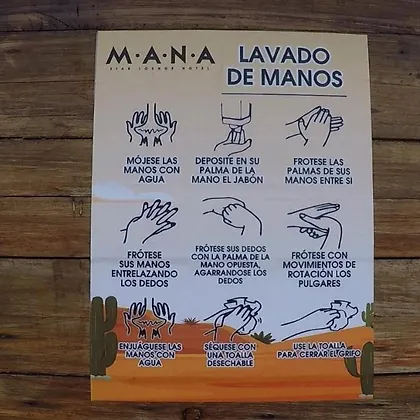 M·A·N·A
STAR LOUNGE HOTEL
LAVADO
DE MANOS
MÓJESE LAS
MANOS CON
AGUA
DEPOSITE EN SU
PALMA DE LA
MANO EL JABÓN
FROTESE LAS
PALMAS DE SUS
MANOS ENTRE SI
FRÓTESE
SUS MANOS
ENTRELAZANDO
LOS DEDOS
FRÓTESE SUS DEDOS
CON LA PALMA DE LA
MANO OPUESTA,
AGARRANDOSE LOS
DEDOS
FRÓTESE CON
MOVIMIENTOS DE
ROTACIÓN LOS
PULGARES
ENJUÁGUESE LAS
MANOS CON
AGUA
SÉQUESE CON
UNA TOALLA
DESECHABLE
USE LA TOALLA
PARA CERRAR EL GRIFO